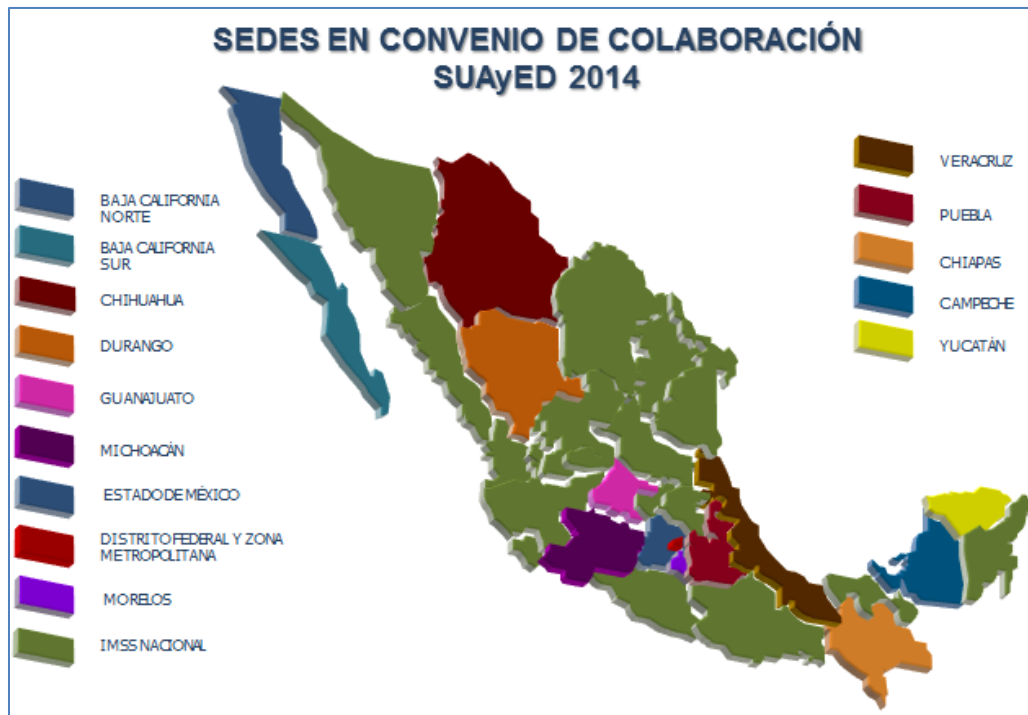 SEDES EN CONVENIO DE COLABORACIÓN
SUAyED 2014
BAJA CALIFORNIA
NORTE
BAJA CALIFORNIA
SUR
CHIHUAHUA
DURANGO
GUANAJUATO
MICHOACÁN
ESTADO DE MÉXICO
DISTRITO FEDERAL Y ZONA
METROPOLITANA
MORELOS
IMSS NACIONAL
VERACRUZ
PUEBLA
CHIAPAS
CAMPECHE
YUCATÁN